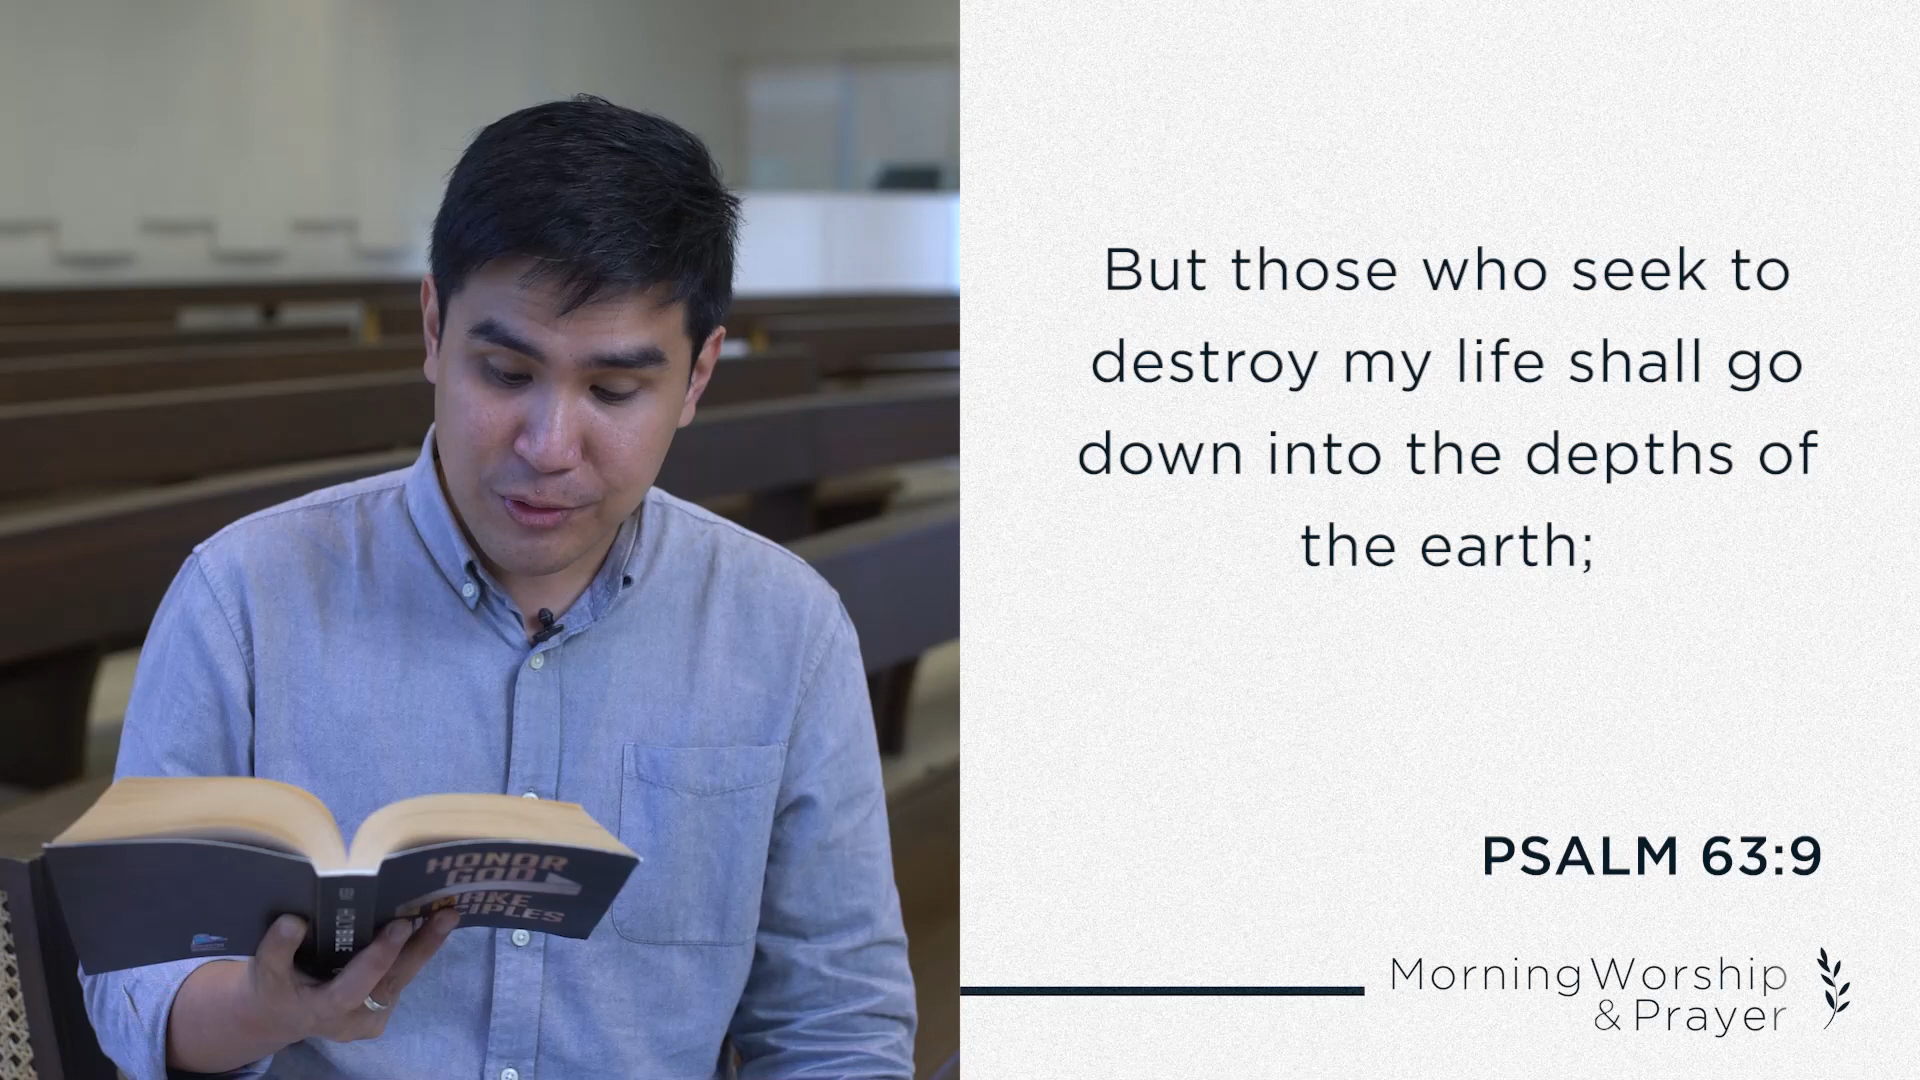 But those who seek to
destroy my life shall go
down into the depths of
the earth;
PSALM 63:9
Morning Worship
& Prayer
HONOR
GOD
MAKE
HOLY BIBLE